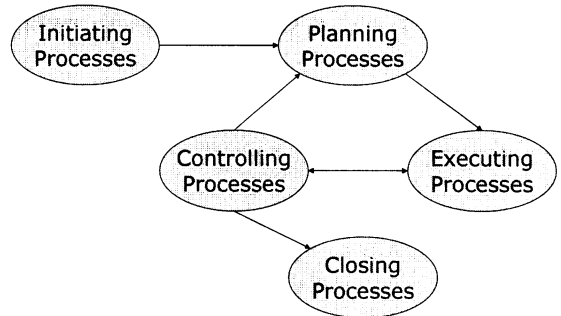 Initiating
Processes
Planning
Processes
Controlling
Processes
Executing
Processes
Closing
Processes